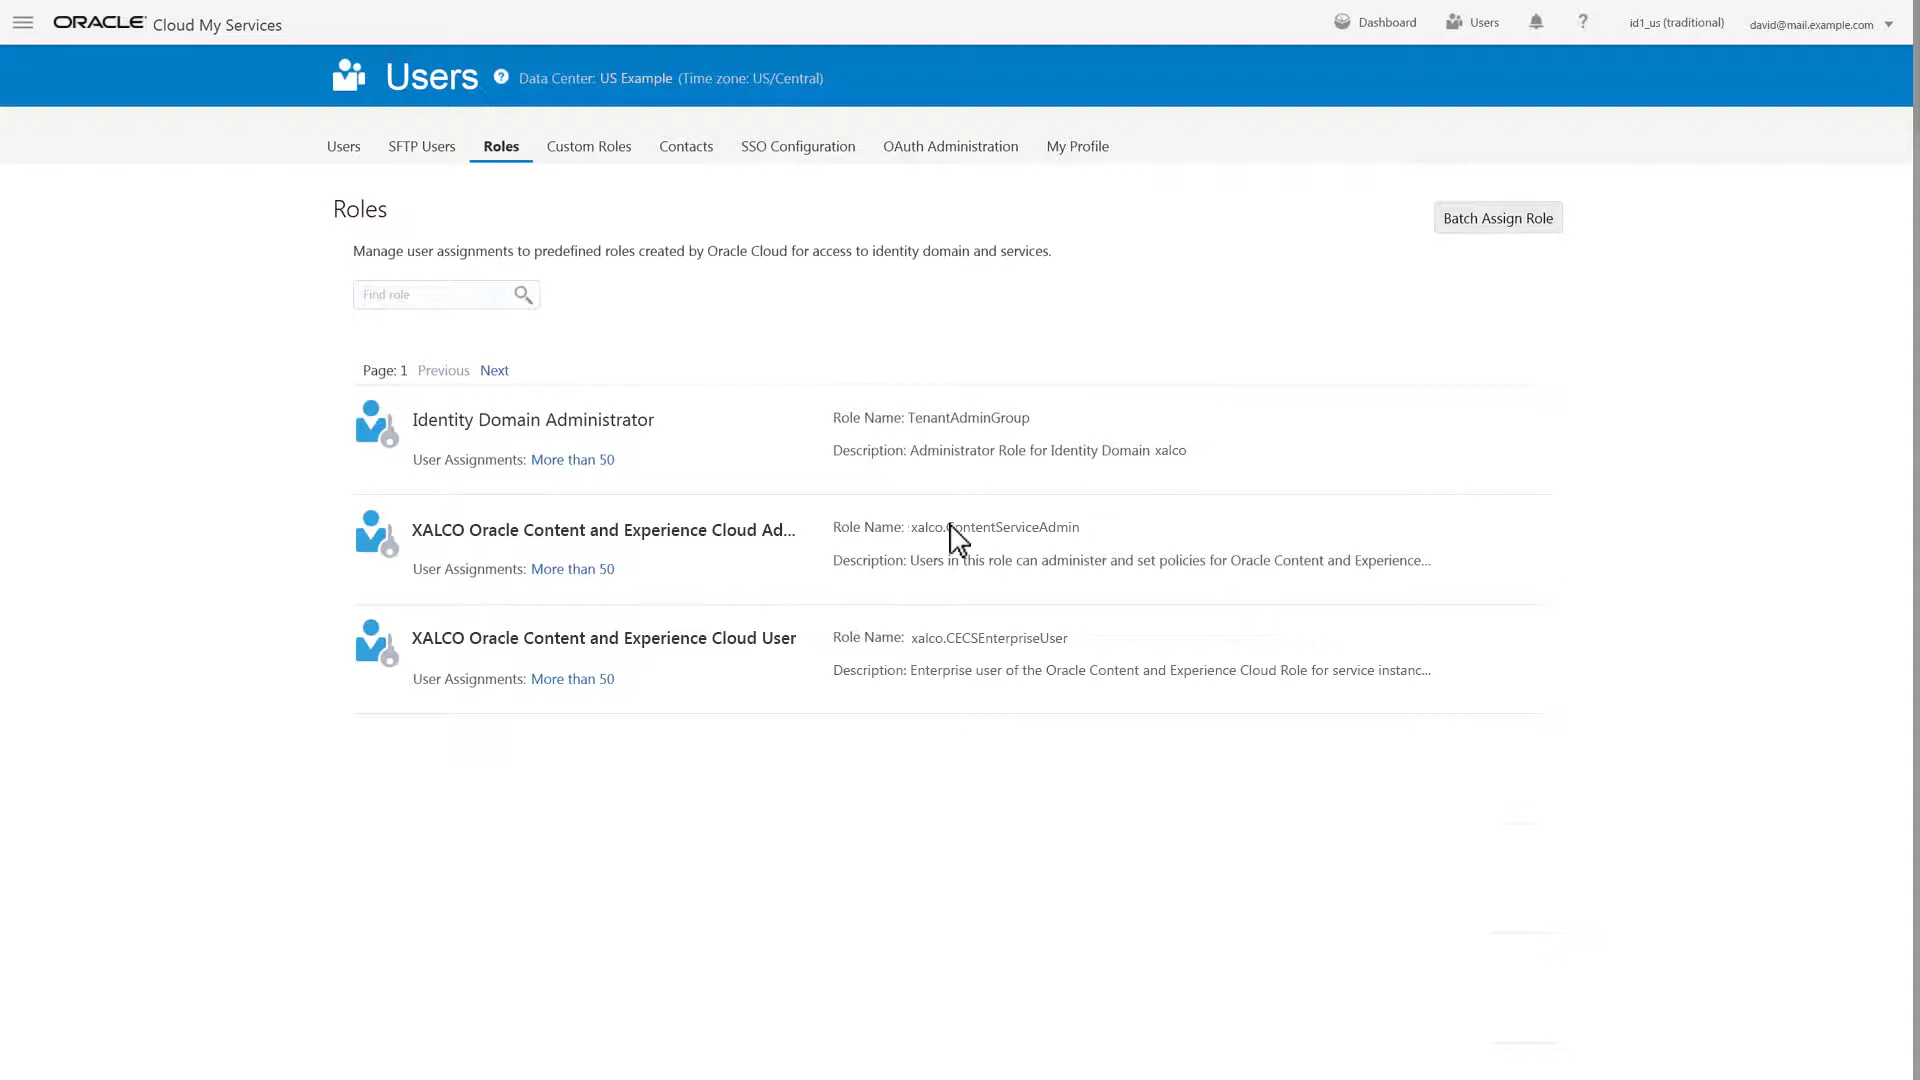 ORACLE Cloud My Services
Dashboard
Users
?
id1_us (traditional)
david@mail.example.com
Users ? Data Center: US Example (Time zone: US/Central)
Users
SFTP Users
Roles
Custom Roles
Contacts
SSO Configuration
OAuth Administration
My Profile
Roles
Batch Assign Role
Manage user assignments to predefined roles created by Oracle Cloud for access to identity domain and services.
Find role
Page: 1 Previous Next
Identity Domain Administrator
Role Name: TenantAdminGroup
User Assignments: More than 50
Description: Administrator Role for Identity Domain xalco
XALCO Oracle Content and Experience Cloud Ad...
Role Name: xalco.ContentServiceAdmin
User Assignments: More than 50
Description: Users in this role can administer and set policies for Oracle Content and Experience...
XALCO Oracle Content and Experience Cloud User
Role Name: xalco.CECSEnterpriseUser
User Assignments: More than 50
Description: Enterprise user of the Oracle Content and Experience Cloud Role for service instanc...